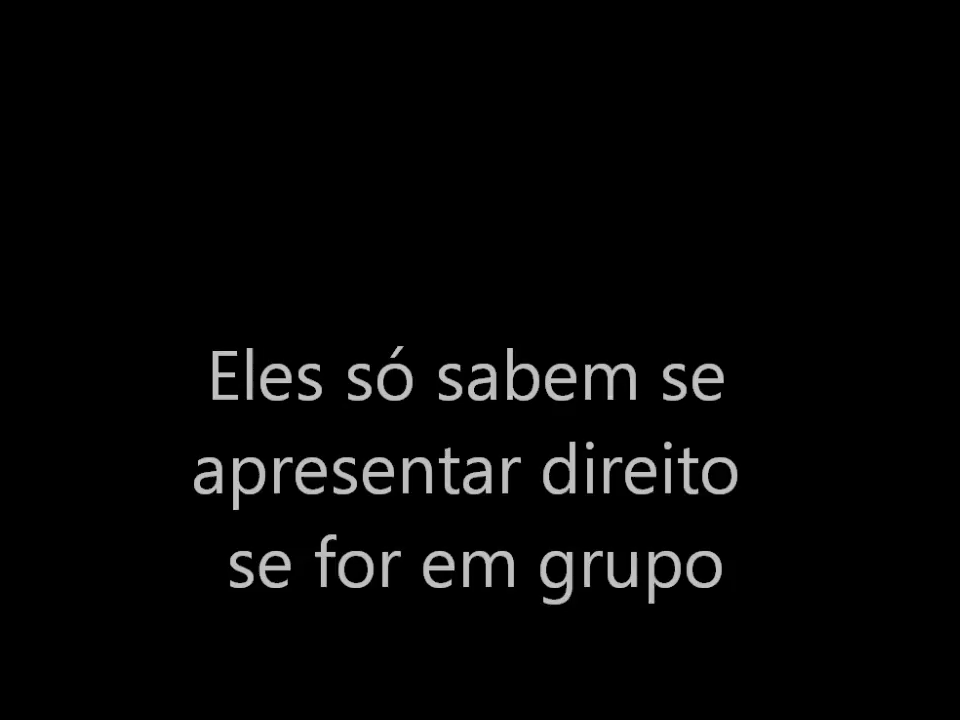 Eles só sabem se
apresentar direito
se for em grupo